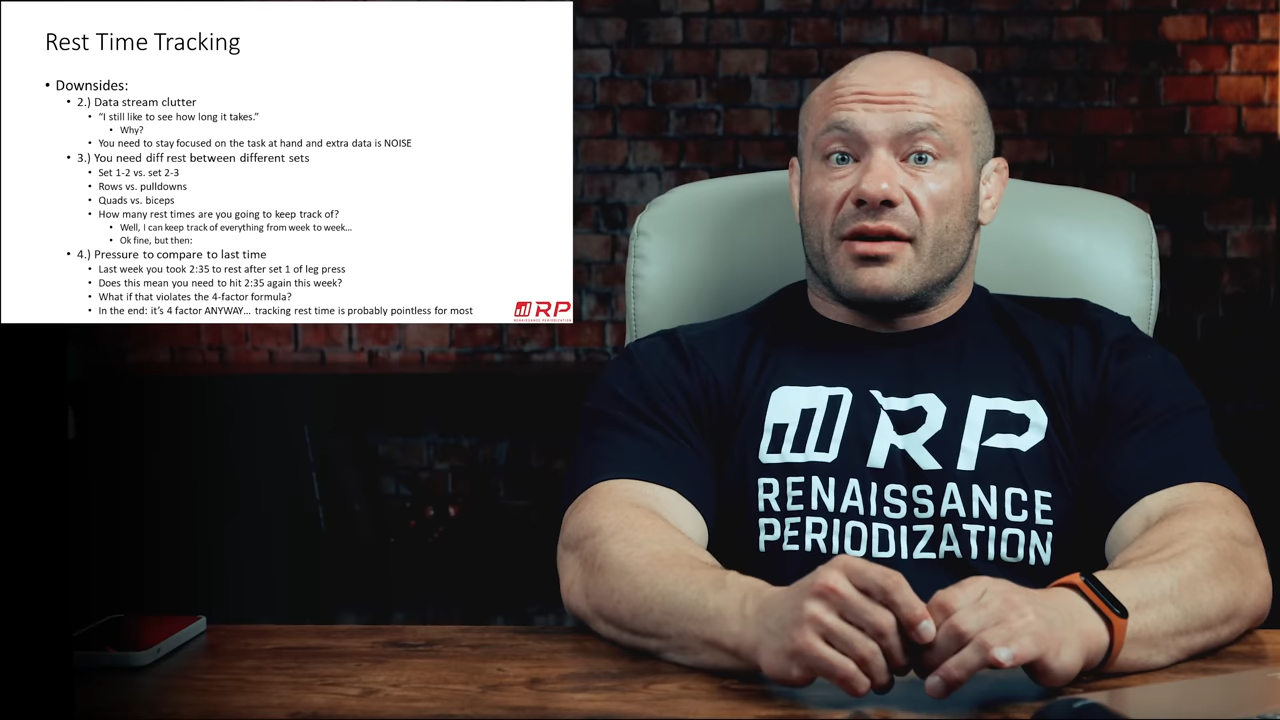 Rest Time Tracking
• Downsides:
• 2.) Data stream clutter
• “I still like to see how long it takes.”
• Why?
• You need to stay focused on the task at hand and extra data is NOISE
• 3.) You need diff rest between different sets
• Set 1-2 vs. set 2-3
• Rows vs. pulldowns
• Quads vs. biceps
• How many rest times are you going to keep track of?
• Well, I can keep track of everything from week to week…
• Ok fine, but then:
• 4.) Pressure to compare to last time
• Last week you took 2:35 to rest after set 1 of leg press
• Does this mean you need to hit 2:35 again this week?
• What if that violates the 4-factor formula?
• In the end: it’s 4 factor ANYWAY… tracking rest time is probably pointless for most
RP
RENAISSANCE PERIODIZATION
RP
RENAISSANCE
PERIODIZATION